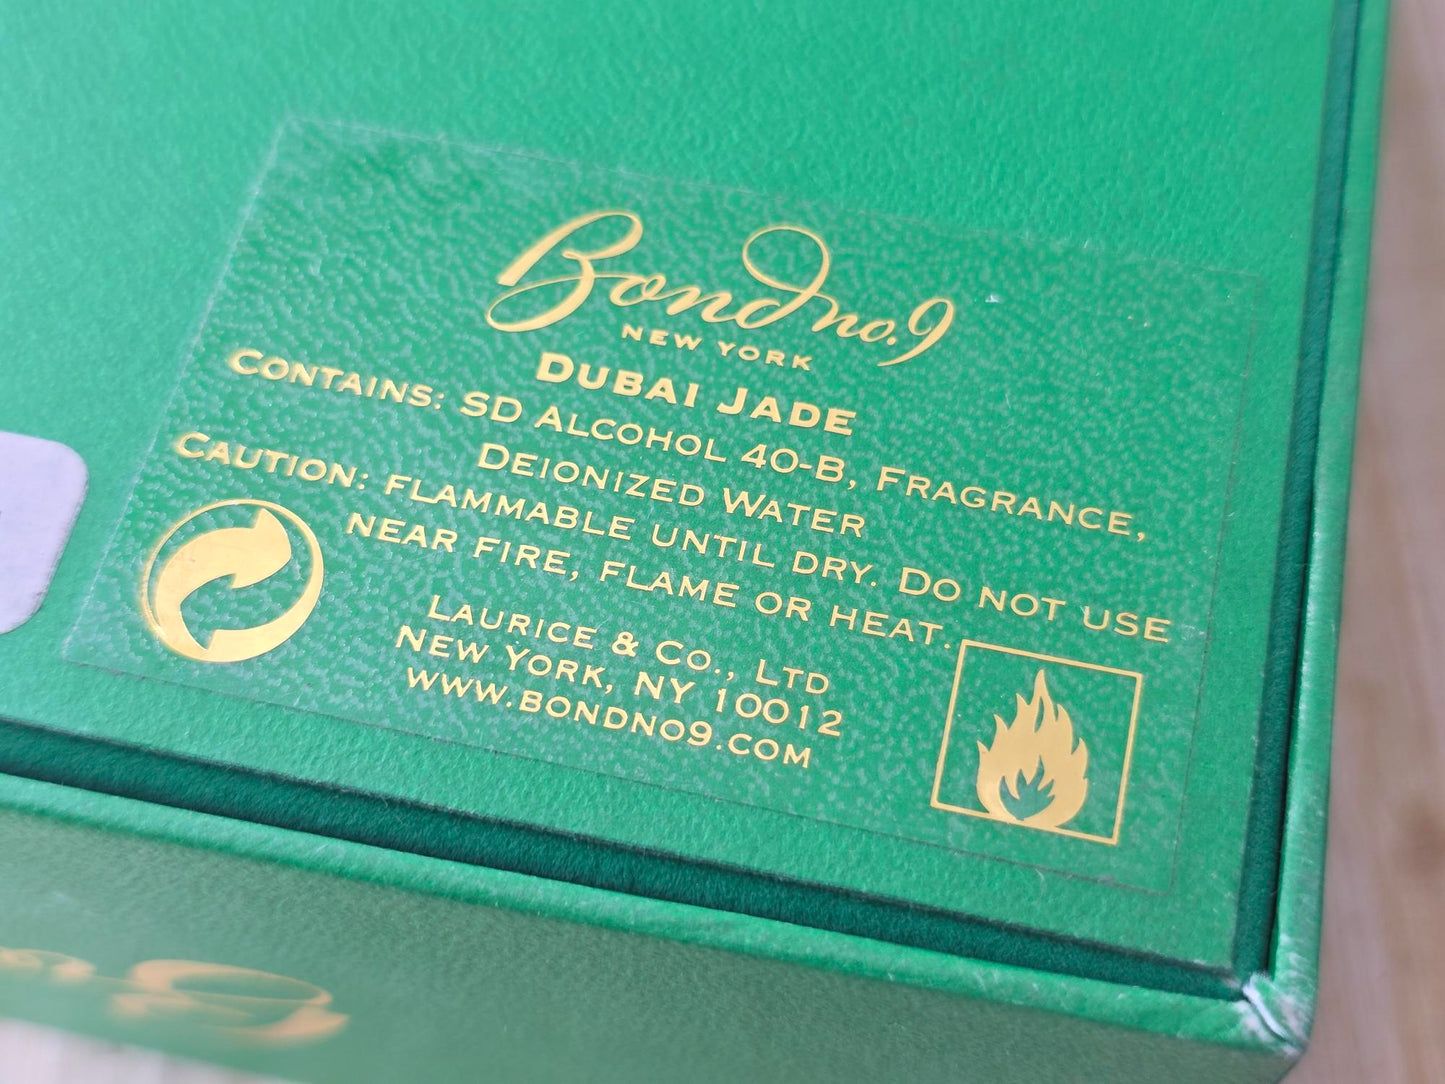 Bond no.9
NEW YORK
DUBAI JADE
CONTAINS: SD ALCOHOL 40-B, FRAGRANCE,
DEIONIZED WATER
CAUTION: FLAMMABLE UNTIL DRY. DO NOT USE
NEAR FIRE, FLAME OR HEAT.
LAURICE & CO., LTD
NEW YORK, NY 10012
WWW.BONDNO9.COM